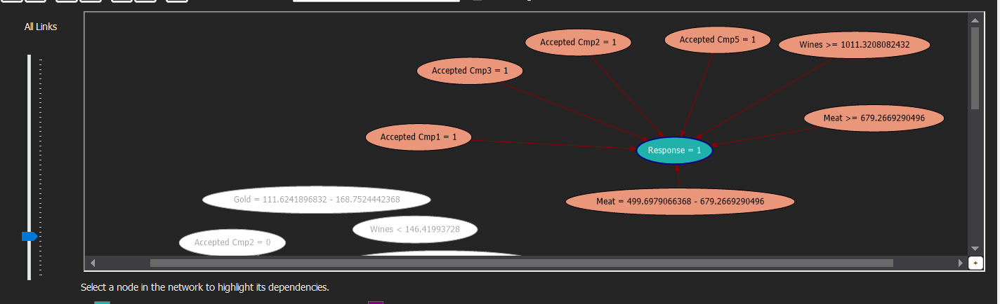 All Links
Accepted Cmp2 = 1
Accepted Cmp5 = 1
Wines >= 1011.3208082432
Accepted Cmp3 = 1
Meat >= 679.2669290496
Accepted Cmp1 = 1
Response = 1
Gold = 111.6241896832 - 168.7524442368
Meat = 499.6979066368 - 679.2669290496
Wines < 146.41993728
Accepted Cmp2 = 0
+
Select a node in the network to highlight its dependencies.